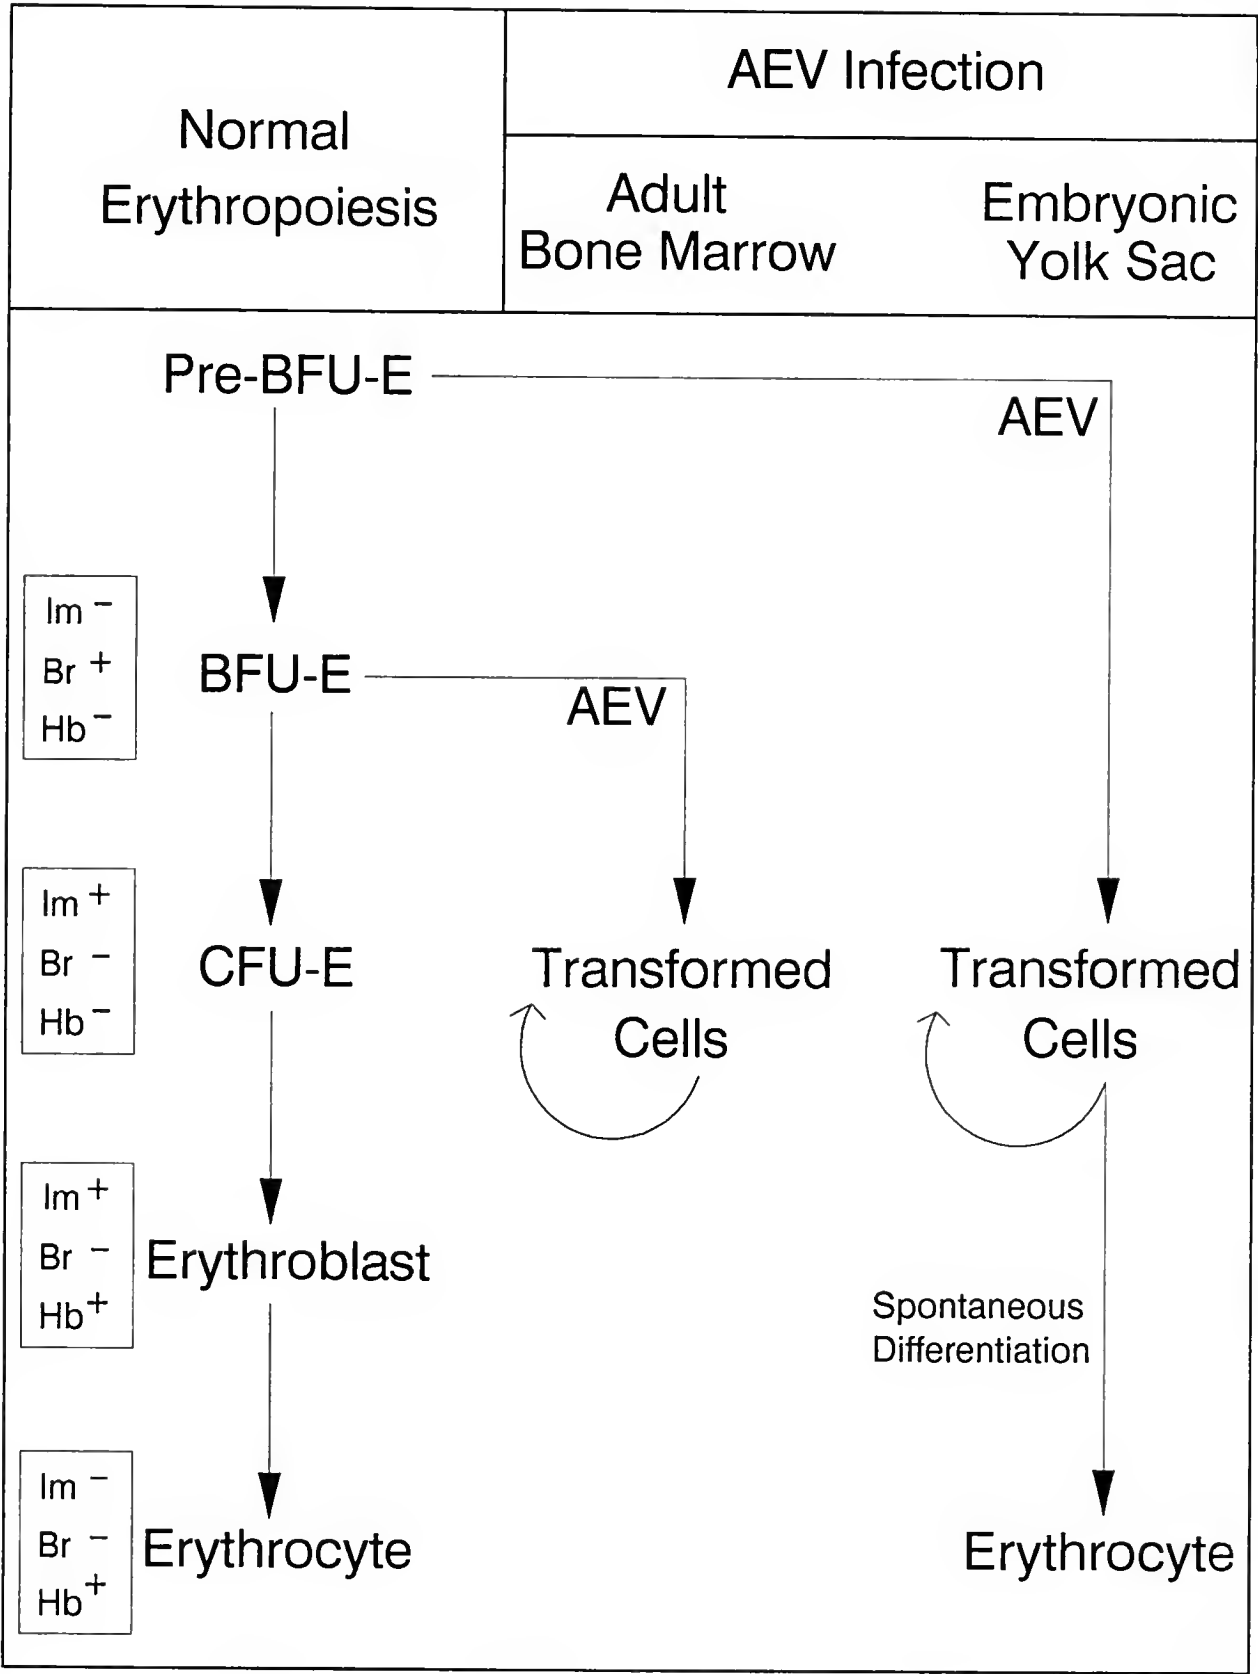 Normal
Erythropoiesis
AEV Infection
Adult
Bone Marrow
Embryonic
Yolk Sac
Pre-BFU-E
AEV
Im −
Br +
Hb −
BFU-E
AEV
Im +
Br −
Hb −
CFU-E
Transformed
Cells
Transformed
Cells
Im +
Br −
Hb +
Erythroblast
Spontaneous
Differentiation
Im −
Br −
Hb +
Erythrocyte
Erythrocyte